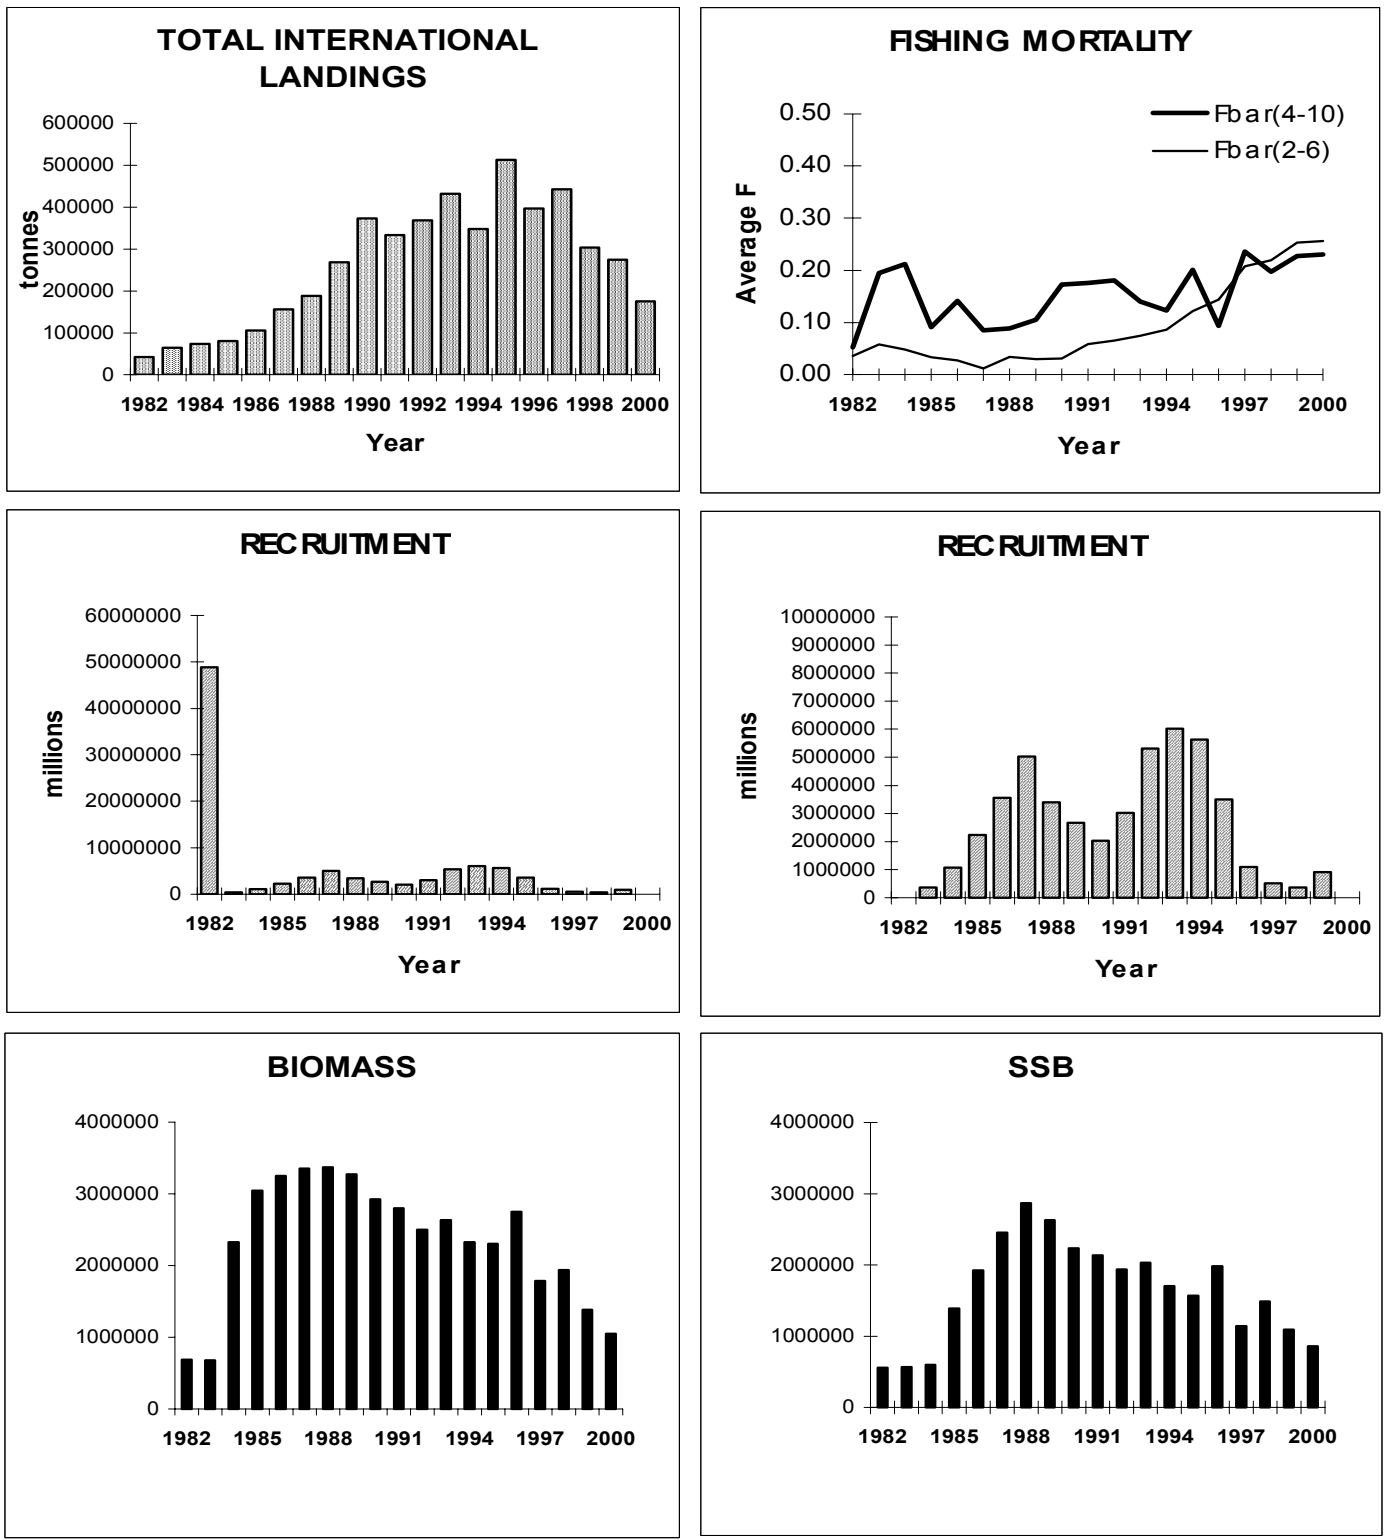 TOTAL INTERNATIONAL
LANDINGS
600000
500000
400000
300000
200000
100000
0
tonnes
1982 1984 1986 1988 1990 1992 1994 1996 1998 2000
Year
FISHING MORTALITY
Fbar(4-10)
Fbar(2-6)
0.50
0.40
0.30
0.20
0.10
0.00
Average F
1982 1985 1988 1991 1994 1997 2000
Year
RECRUITMENT
60000000
50000000
40000000
30000000
20000000
10000000
0
millions
1982 1985 1988 1991 1994 1997 2000
Year
RECRUITMENT
10000000
9000000
8000000
7000000
6000000
5000000
4000000
3000000
2000000
1000000
0
millions
1982 1985 1988 1991 1994 1997 2000
Year
BIOMASS
4000000
3000000
2000000
1000000
0
1982 1985 1988 1991 1994 1997 2000
SSB
4000000
3000000
2000000
1000000
0
1982 1985 1988 1991 1994 1997 2000